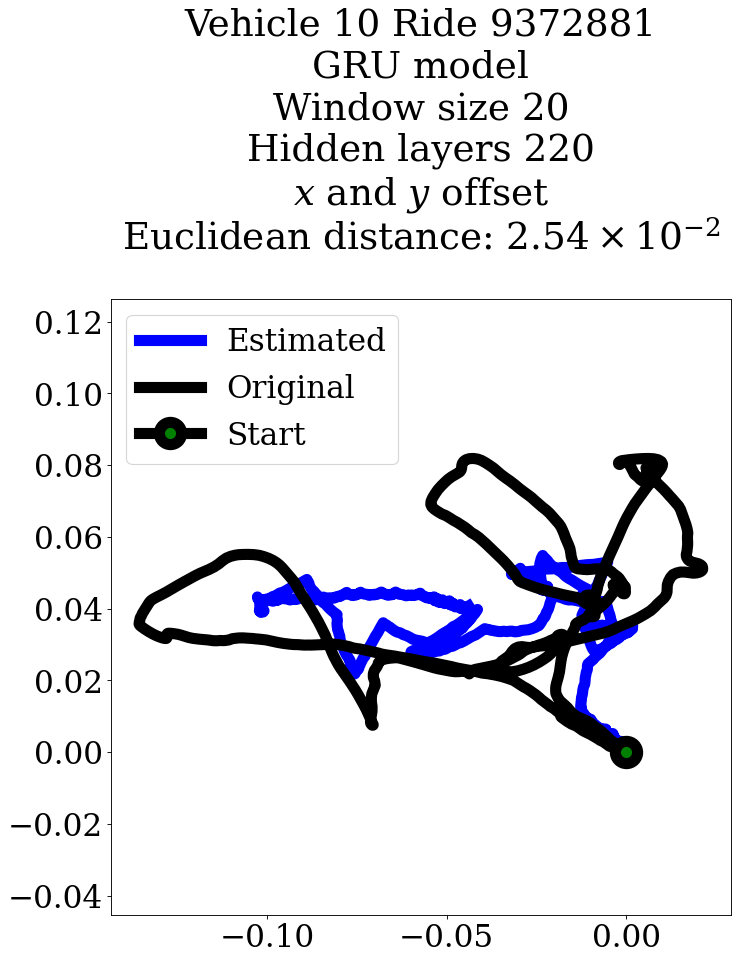 Vehicle 10 Ride 9372881
GRU model
Window size 20
Hidden layers 220
x and y offset
Euclidean distance: 2.54 × 10⁻²
Estimated
Original
Start
0.12
0.10
0.08
0.06
0.04
0.02
0.00
−0.02
−0.04
−0.10 −0.05 0.00